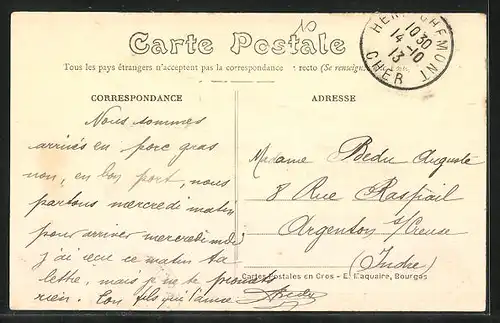 10
HENRICHEMONT
10 30
14-10
13
CHER
Carte Postale
Tous les pays étrangers n'acceptent pas la correspondance recto (Se renseign
CORRESPONDANCE
Nous sommes
arrivés en porc gras
non, en bon port, nous
partons mercredi matin
pour arriver mercredi midi
j'ai reçu ce matin ta
lettre, mais je ne promets
rien. Ton fils qui t'aime
ADRESSE
Madame Bedu Auguste
8 Rue Raspail
Argenton s/Creuse
(Indre)
Cartes Postales en Gros - E. Maquaire, Bourges